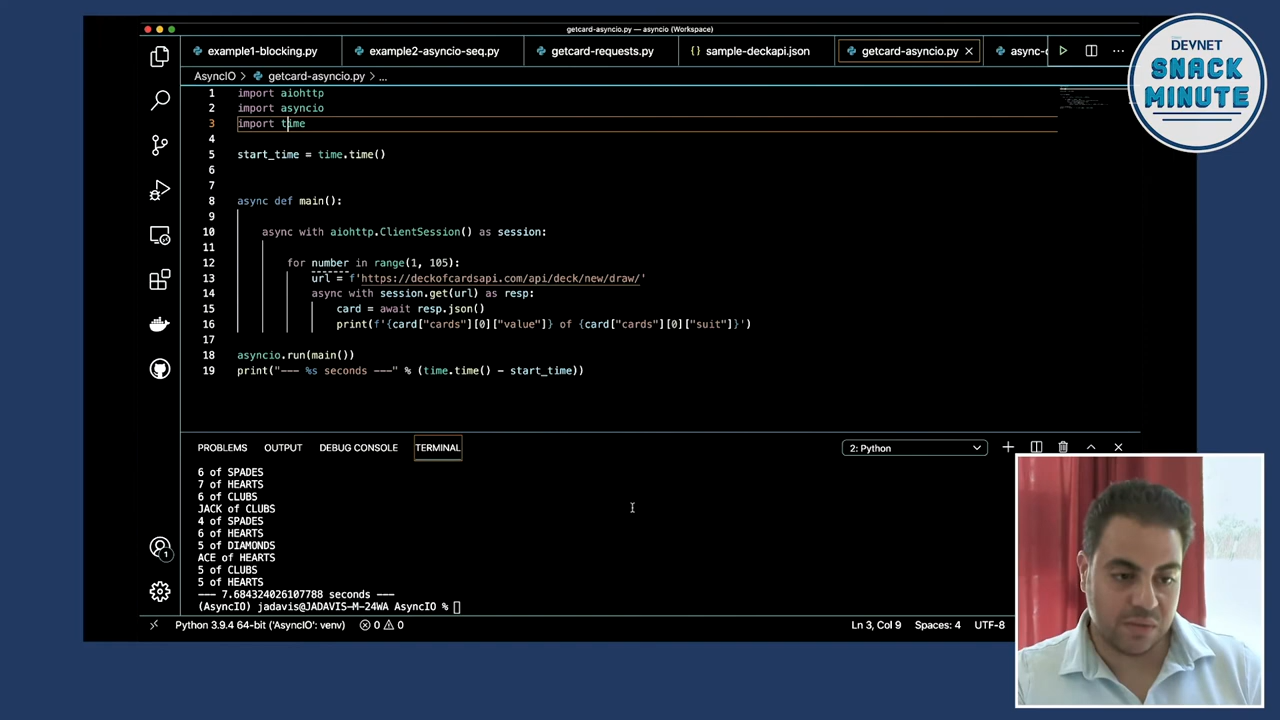 getcard-asyncio.py — asyncio (Workspace)
DEVNET
SNACK
MINUTE
example1-blocking.py
example2-asyncio-seq.py
getcard-requests.py
{} sample-deckapi.json
getcard-asyncio.py
async-c
AsyncIO > getcard-asyncio.py > ...
1 import aiohttp
2 import asyncio
3 import time
4
5 start_time = time.time()
6
7
8 async def main():
9
10 async with aiohttp.ClientSession() as session:
11
12 for number in range(1, 105):
13 url = f'https://deckofcardsapi.com/api/deck/new/draw/'
14 async with session.get(url) as resp:
15 card = await resp.json()
16 print(f'{card["cards"][0]["value"]} of {card["cards"][0]["suit"]}')
17
18 asyncio.run(main())
19 print("--- %s seconds ---" % (time.time() - start_time))
PROBLEMS
OUTPUT
DEBUG CONSOLE
TERMINAL
2: Python
6 of SPADES
7 of HEARTS
6 of CLUBS
JACK of CLUBS
4 of SPADES
6 of HEARTS
5 of DIAMONDS
ACE of HEARTS
5 of CLUBS
5 of HEARTS
--- 7.684324026107788 seconds ---
(AsyncIO) jadavis@JADAVIS-M-24WA AsyncIO %
1
Python 3.9.4 64-bit ('AsyncIO': venv)
0
0
Ln 3, Col 9
Spaces: 4
UTF-8